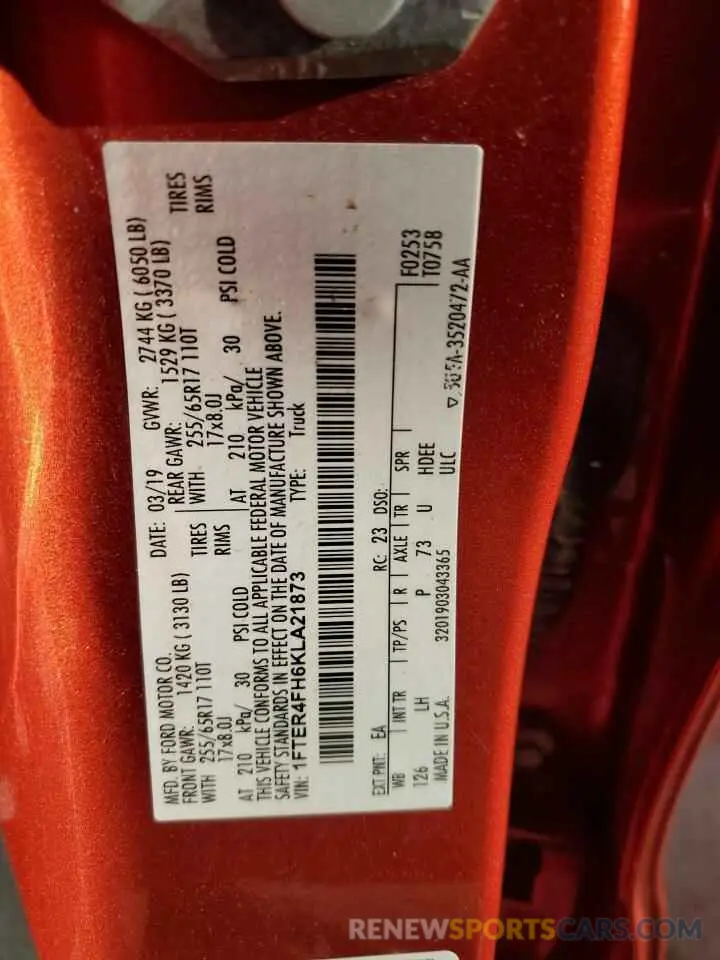 MFD. BY FORD MOTOR CO.
DATE: 03/19 GVWR: 2744 KG ( 6050 LB)
FRONT GAWR: 1420 KG ( 3130 LB) REAR GAWR: 1529 KG ( 3370 LB)
WITH 255/65R17 110T TIRES WITH 255/65R17 110T TIRES
17x8.0J RIMS 17x8.0J RIMS
AT 210 kPa/ 30 PSI COLD AT 210 kPa/ 30 PSI COLD
THIS VEHICLE CONFORMS TO ALL APPLICABLE FEDERAL MOTOR VEHICLE
SAFETY STANDARDS IN EFFECT ON THE DATE OF MANUFACTURE SHOWN ABOVE.
VIN: 1FTER4FH6KLA21873 TYPE: Truck
EXT PNT: EA RC: 23 DSO: F0253
WB INT TR TP/PS R AXLE TR SPR T0758
126 LH P 73 U HDEE
MADE IN U.S.A. 3201903043365 ULC
3520472-AA
RENEWSPORTSCARS.COM